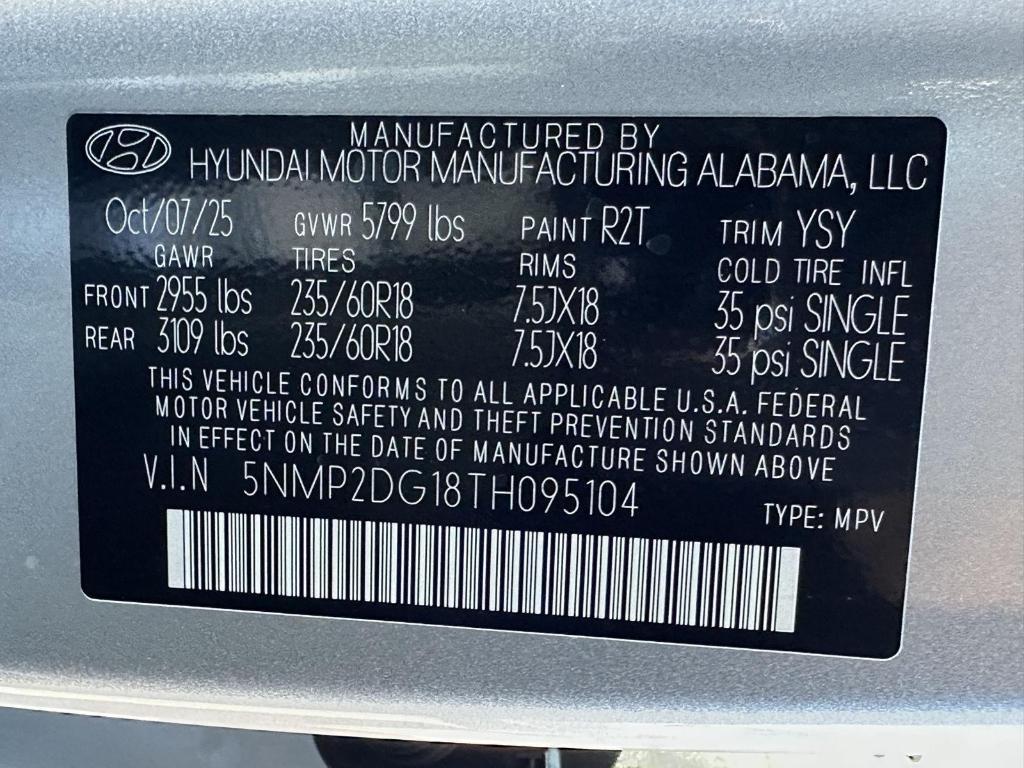 MANUFACTURED BY
HYUNDAI MOTOR MANUFACTURING ALABAMA, LLC
Oct/07/25 GVWR 5799 lbs PAINT R2T TRIM YSY
GAWR TIRES RIMS COLD TIRE INFL
FRONT 2955 lbs 235/60R18 7.5JX18 35 psi SINGLE
REAR 3109 lbs 235/60R18 7.5JX18 35 psi SINGLE
THIS VEHICLE CONFORMS TO ALL APPLICABLE U.S.A. FEDERAL
MOTOR VEHICLE SAFETY AND THEFT PREVENTION STANDARDS
IN EFFECT ON THE DATE OF MANUFACTURE SHOWN ABOVE
V.I.N 5NMP2DG18TH095104 TYPE: MPV